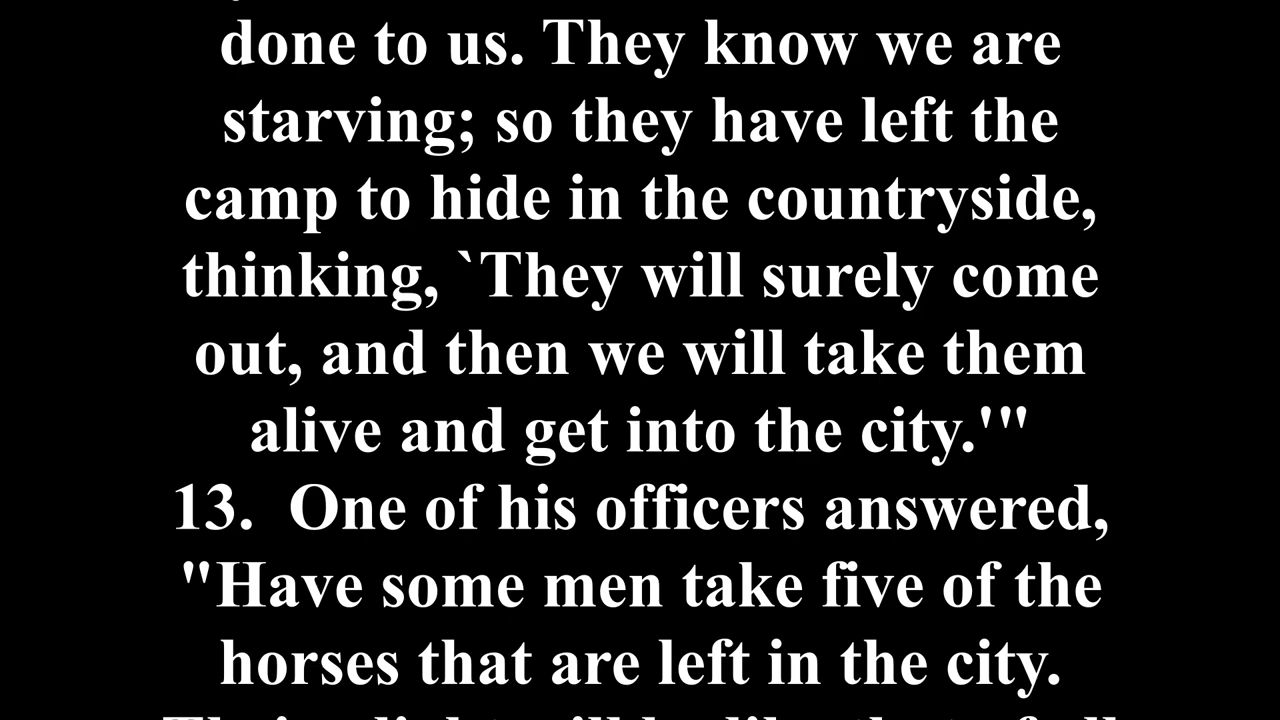 done to us. They know we are
starving; so they have left the
camp to hide in the countryside,
thinking, `They will surely come
out, and then we will take them
alive and get into the city.'"
13.  One of his officers answered,
"Have some men take five of the
horses that are left in the city.